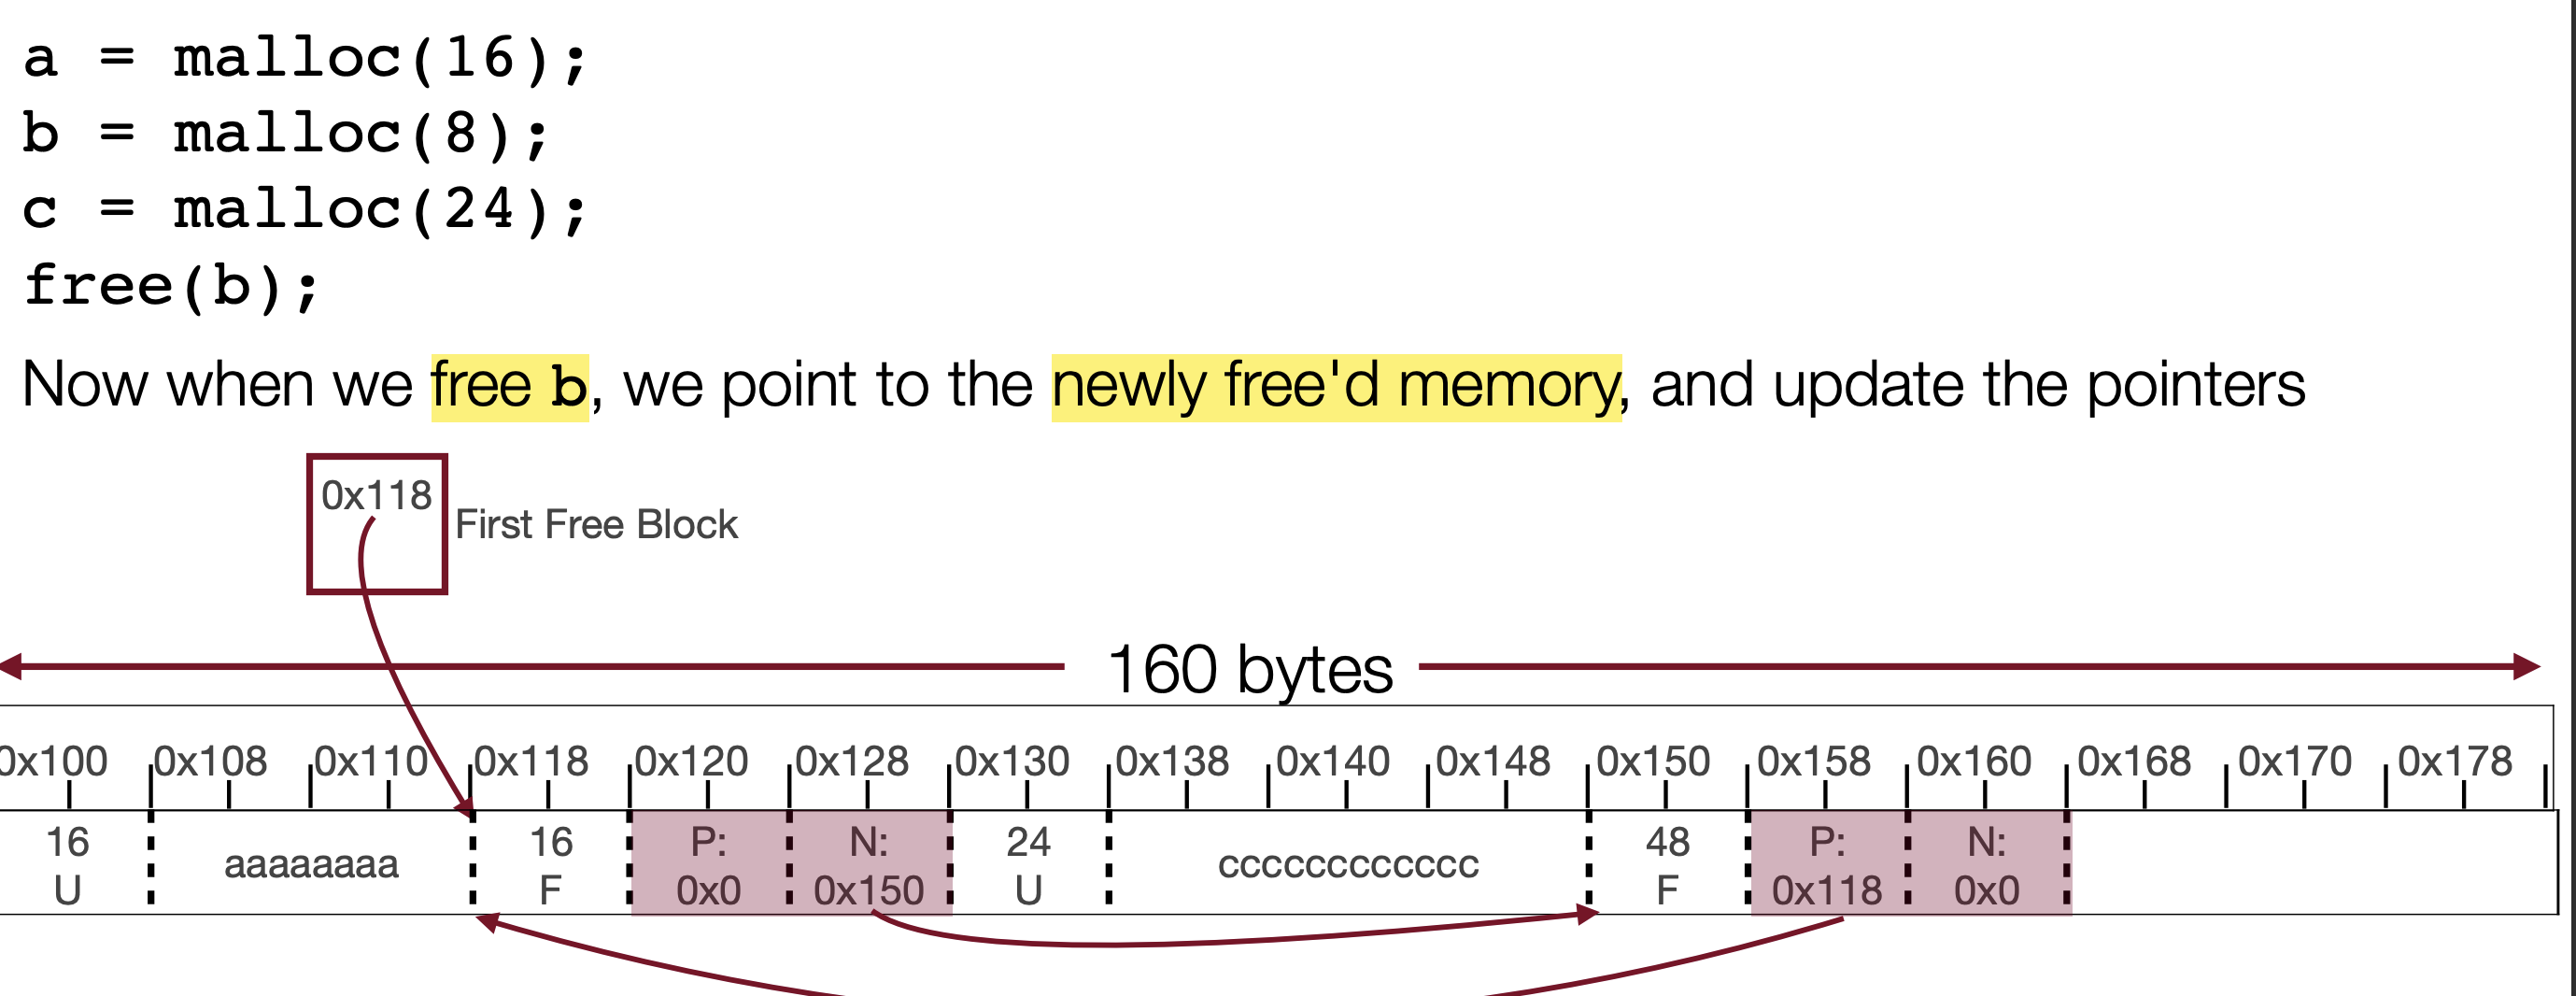 a = malloc(16);
b = malloc(8);
c = malloc(24);
free(b);
Now when we free b, we point to the newly free'd memory, and update the pointers
0x118
First Free Block
160 bytes
0x100 0x108 0x110 0x118 0x120 0x128 0x130 0x138 0x140 0x148 0x150 0x158 0x160 0x168 0x170 0x178
16 16 P: N: 24 48 P: N:
aaaaaaaa cccccccccccc
U F 0x0 0x150 U F 0x118 0x0